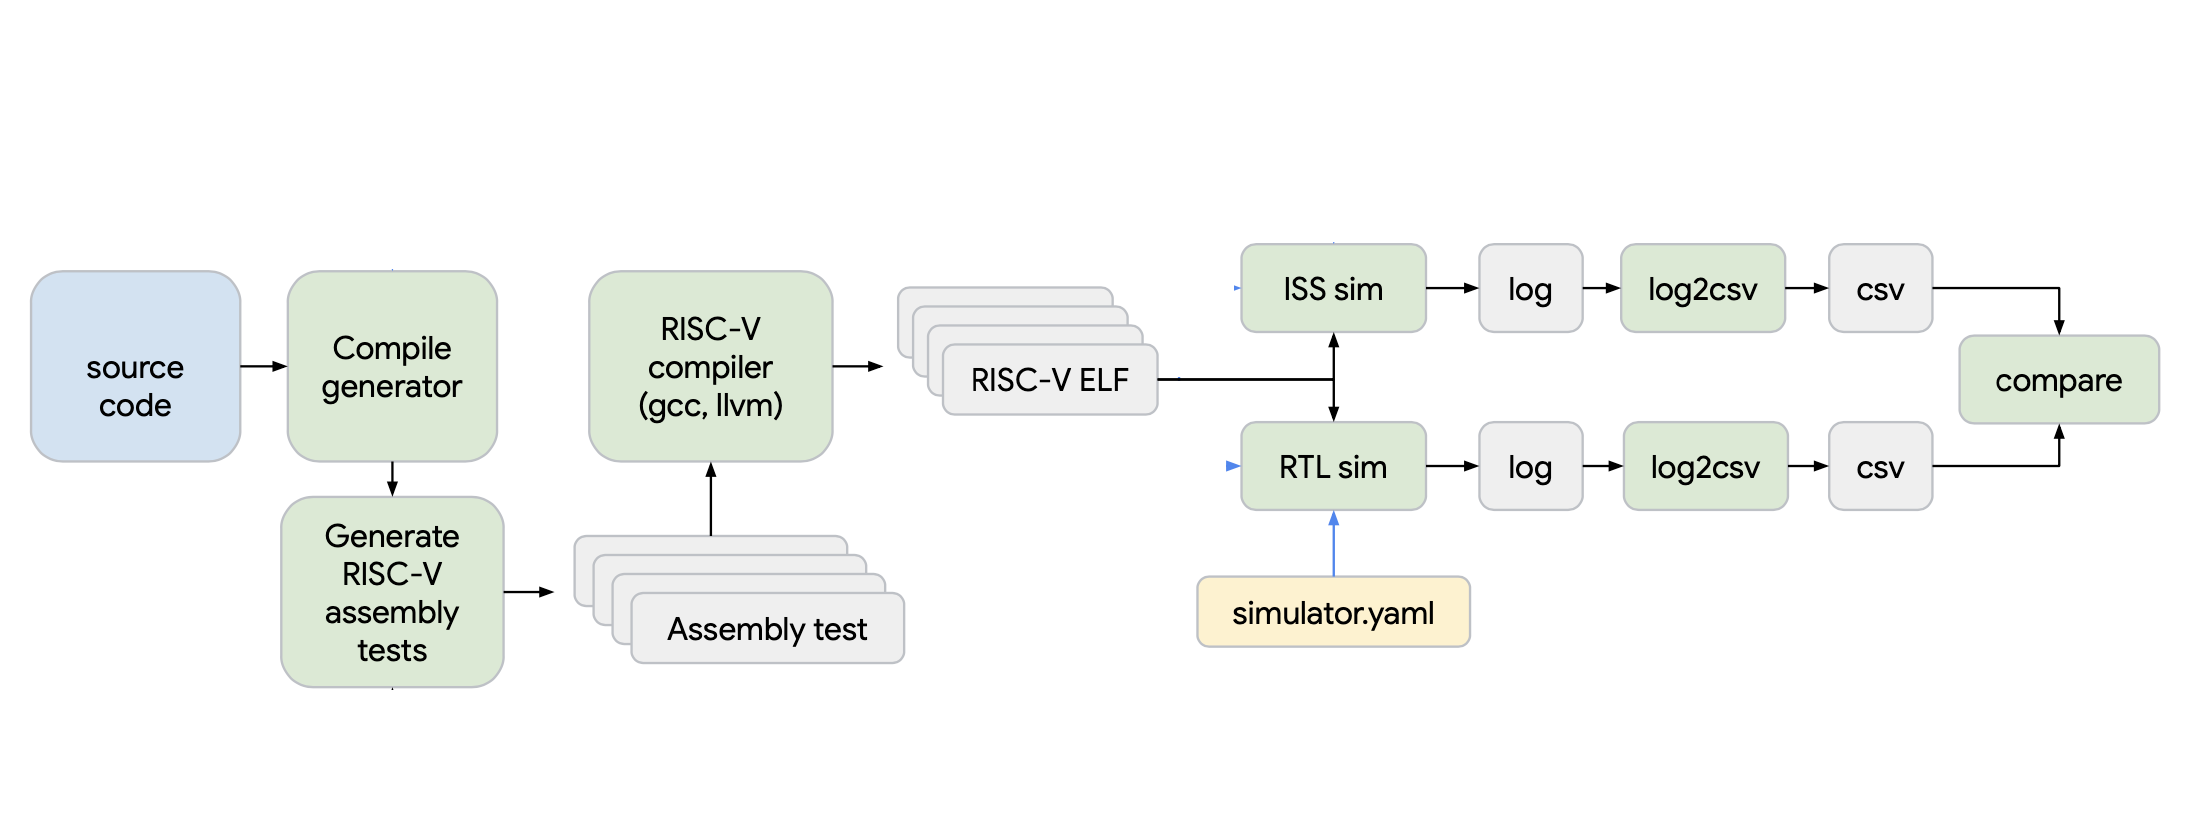 source
code
Compile
generator
Generate
RISC-V
assembly
tests
Assembly test
RISC-V
compiler
(gcc, llvm)
RISC-V ELF
ISS sim
log
log2csv
csv
RTL sim
log
log2csv
csv
compare
simulator.yaml